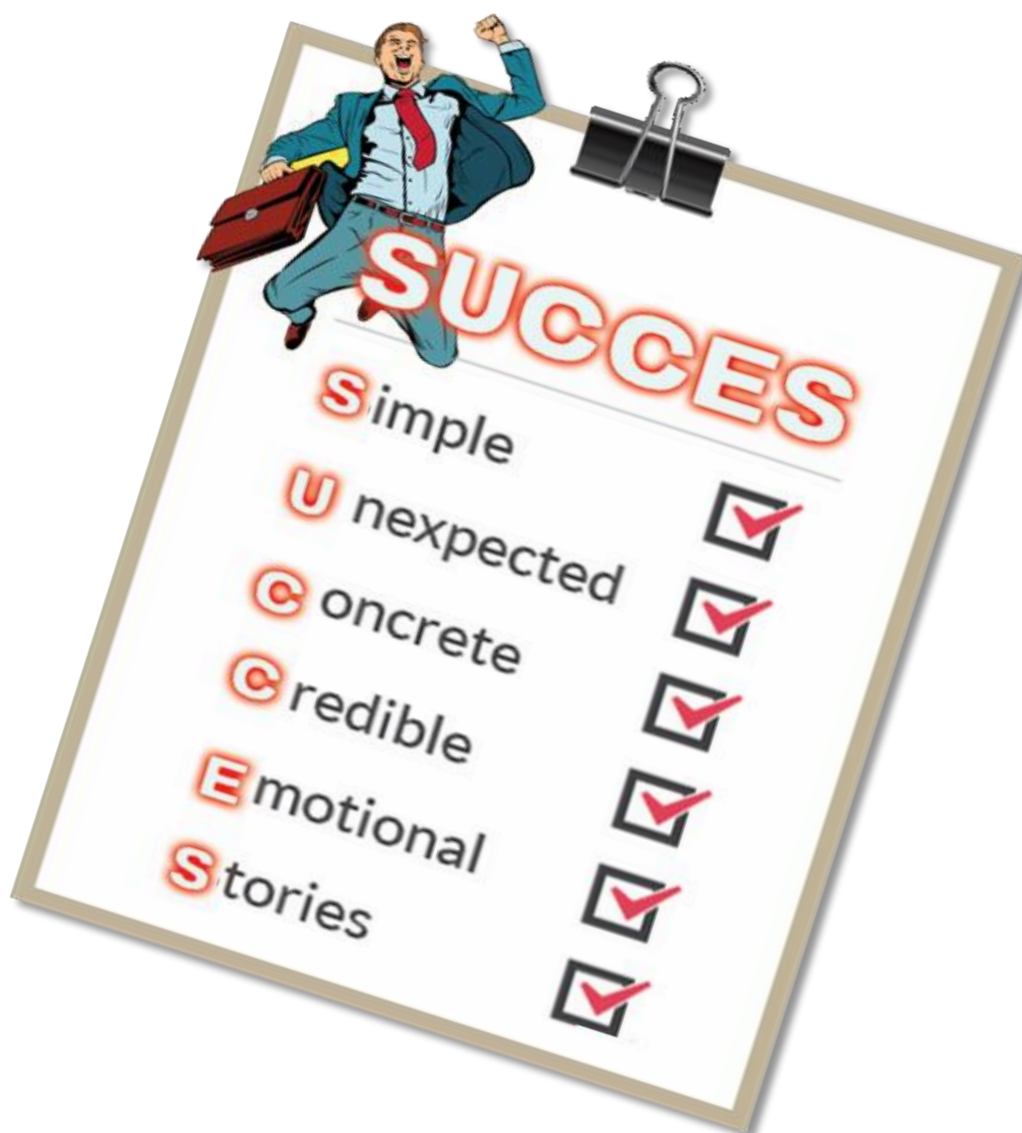 SUCCES
Simple
Unexpected
Concrete
Credible
Emotional
Stories